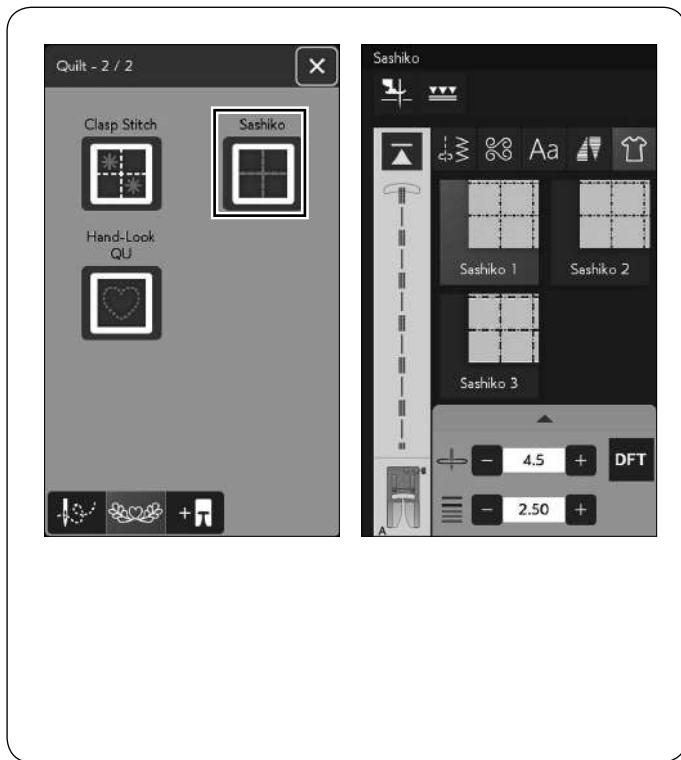 Quilt - 2 / 2
Clasp Stitch
Sashiko
Hand-Look
QU
Sashiko
Aa
Sashiko 1
Sashiko 2
Sashiko 3
4.5
DFT
2.50
A